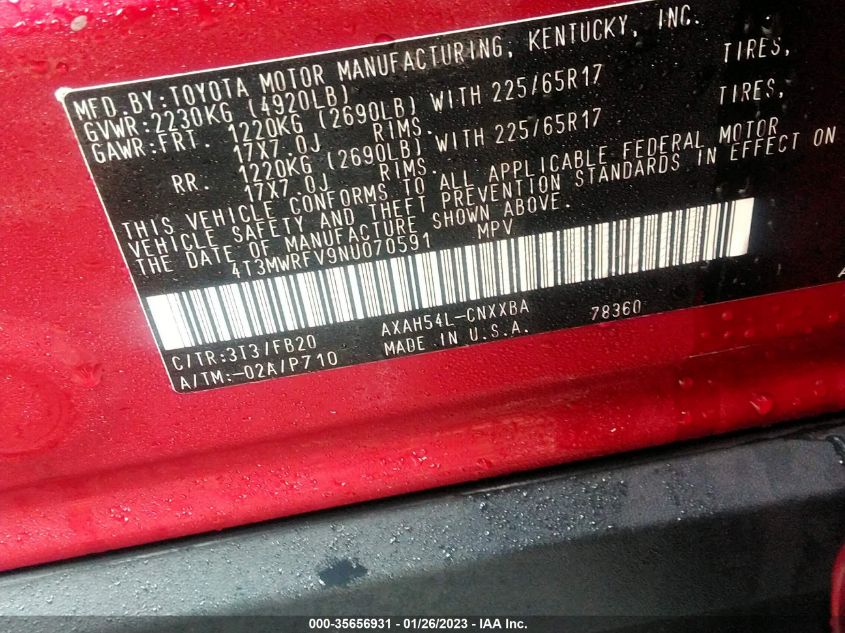 MFD. BY:TOYOTA MOTOR MANUFACTURING, KENTUCKY, INC.
GVWR:2230KG (4920LB)
GAWR:FRT. 1220KG (2690LB) WITH 225/65R17 TIRES,
17X7.0J RIMS.
RR. 1220KG (2690LB) WITH 225/65R17 TIRES,
17X7.0J RIMS.
THIS VEHICLE CONFORMS TO ALL APPLICABLE FEDERAL MOTOR
VEHICLE SAFETY AND THEFT PREVENTION STANDARDS IN EFFECT ON
THE DATE OF MANUFACTURE SHOWN ABOVE.
4T3MWRFV9NU070591 MPV
C/TR:3T3/FB20 AXAH54L-CNXXBA 78360
A/TM:-02A/P710 MADE IN U.S.A.
000-35656931 - 01/26/2023 - IAA Inc.